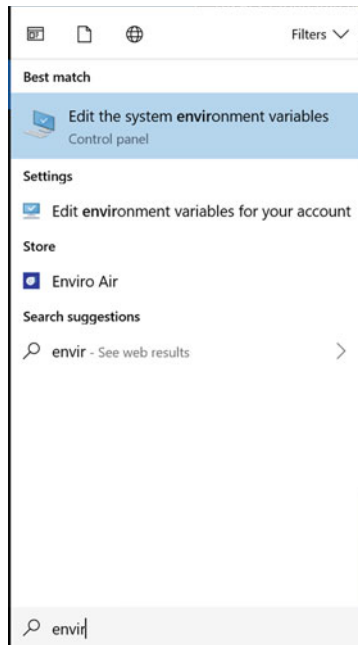 Filters
Best match
Edit the system environment variables
Control panel
Settings
Edit environment variables for your account
Store
Enviro Air
Search suggestions
envir - See web results
envir